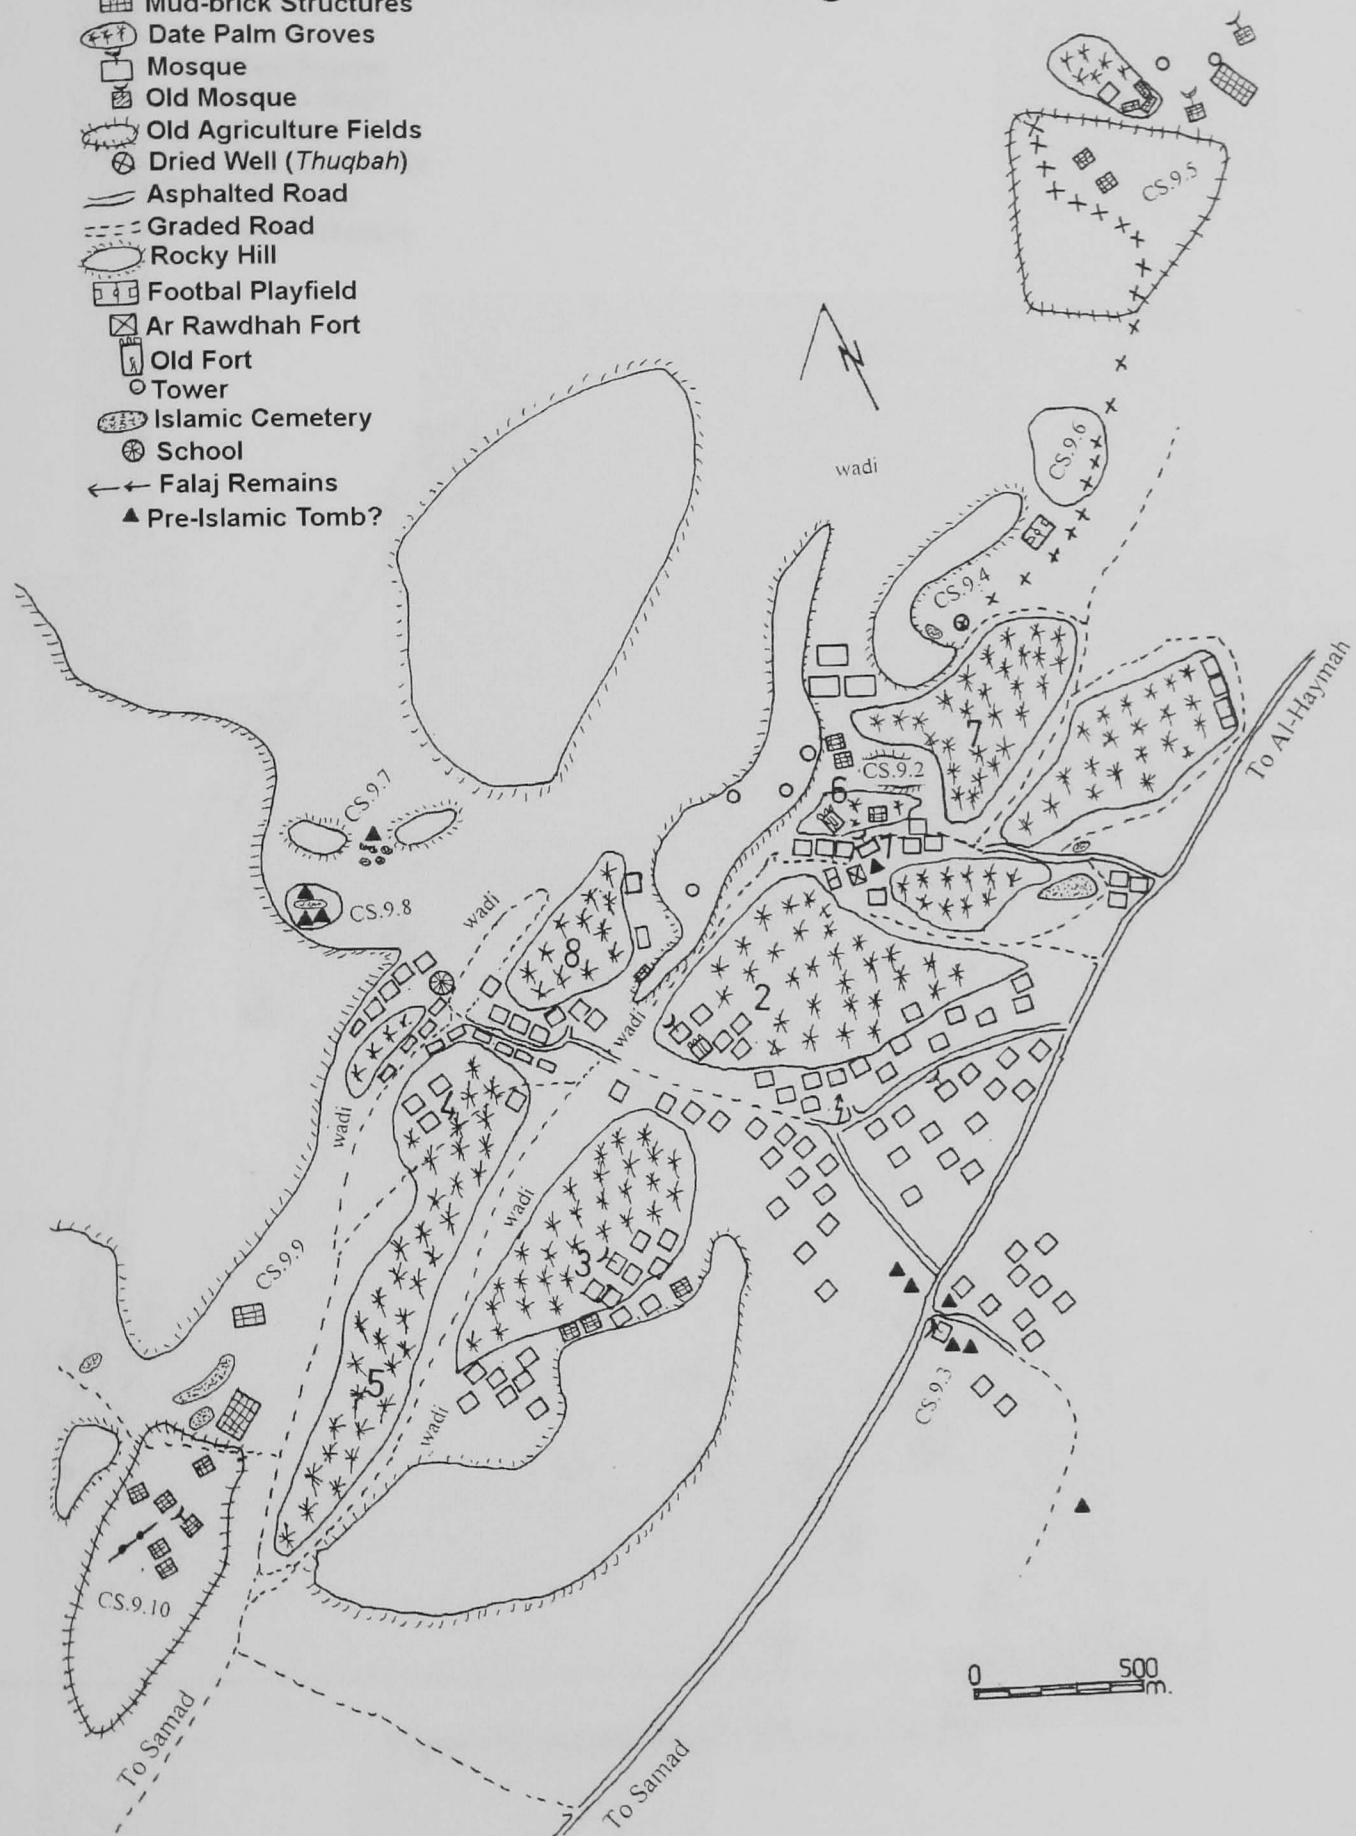 Mud-brick Structures
Date Palm Groves
Mosque
Old Mosque
Old Agriculture Fields
Dried Well (Thuqbah)
Asphalted Road
Graded Road
Rocky Hill
Footbal Playfield
Ar Rawdhah Fort
Old Fort
Tower
Islamic Cemetery
School
Falaj Remains
Pre-Islamic Tomb?
CS.9.5
N
wadi
CS.9.6
CS.9.4
To Al-Haymah
7
CS.9.2
6
CS.9.7
1
CS.9.8
wadi
8
2
wadi
4
wadi
wadi
3
CS.9.9
5
CS.9.3
wadi
CS.9.10
0 500
m.
To Samad
To Samad